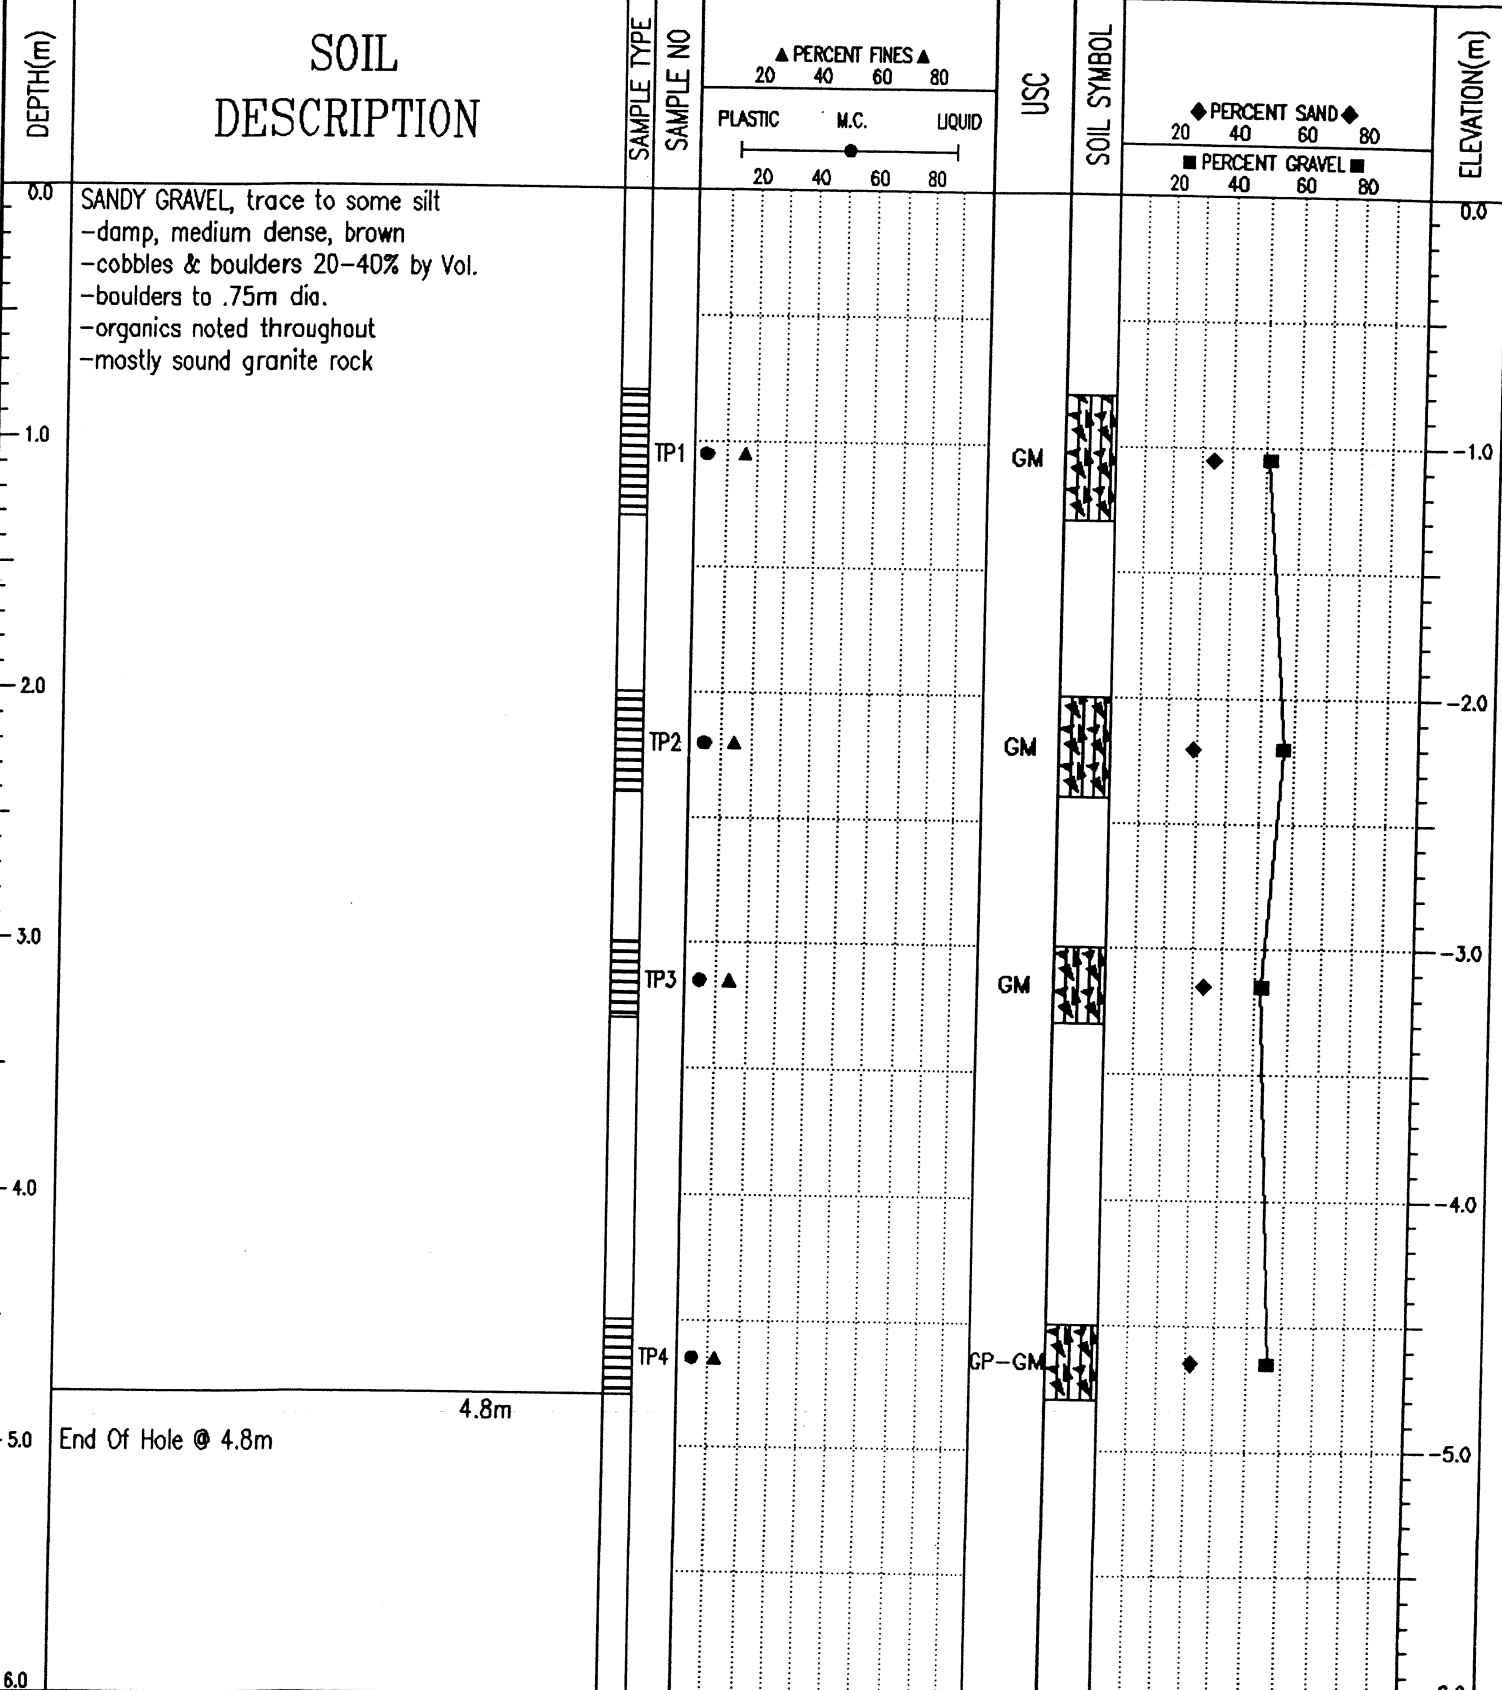 DEPTH(m)
SOIL
DESCRIPTION
SAMPLE TYPE
SAMPLE NO
▲ PERCENT FINES ▲
20 40 60 80
PLASTIC M.C. LIQUID
20 40 60 80
USC
SOIL SYMBOL
◆ PERCENT SAND ◆
20 40 60 80
■ PERCENT GRAVEL ■
20 40 60 80
ELEVATION(m)
0.0
SANDY GRAVEL, trace to some silt
-damp, medium dense, brown
-cobbles & boulders 20-40% by Vol.
-boulders to .75m dia.
-organics noted throughout
-mostly sound granite rock
0.0
1.0
TP1
GM
-1.0
2.0
TP2
GM
-2.0
3.0
TP3
GM
-3.0
4.0
-4.0
TP4
GP-GM
4.8m
5.0
End Of Hole @ 4.8m
-5.0
6.0